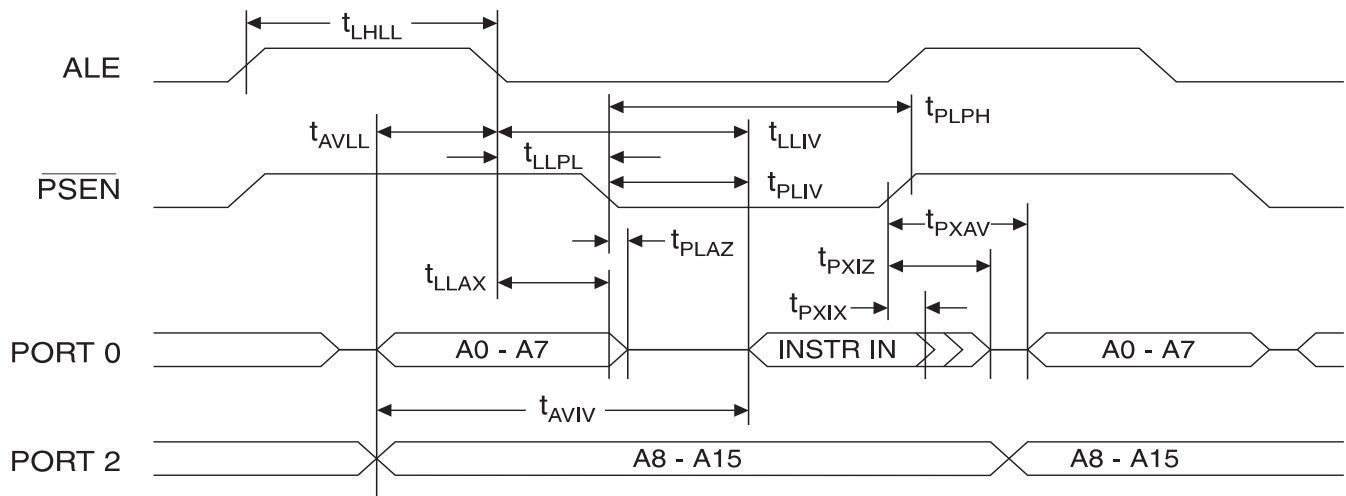 tLHLL
ALE
tPLPH
tAVLL
tLLIV
tLLPL
PSEN
tPLIV
tPXAV
tPLAZ
tPXIZ
tLLAX
tPXIX
PORT 0
A0 - A7
INSTR IN
A0 - A7
tAVIV
PORT 2
A8 - A15
A8 - A15